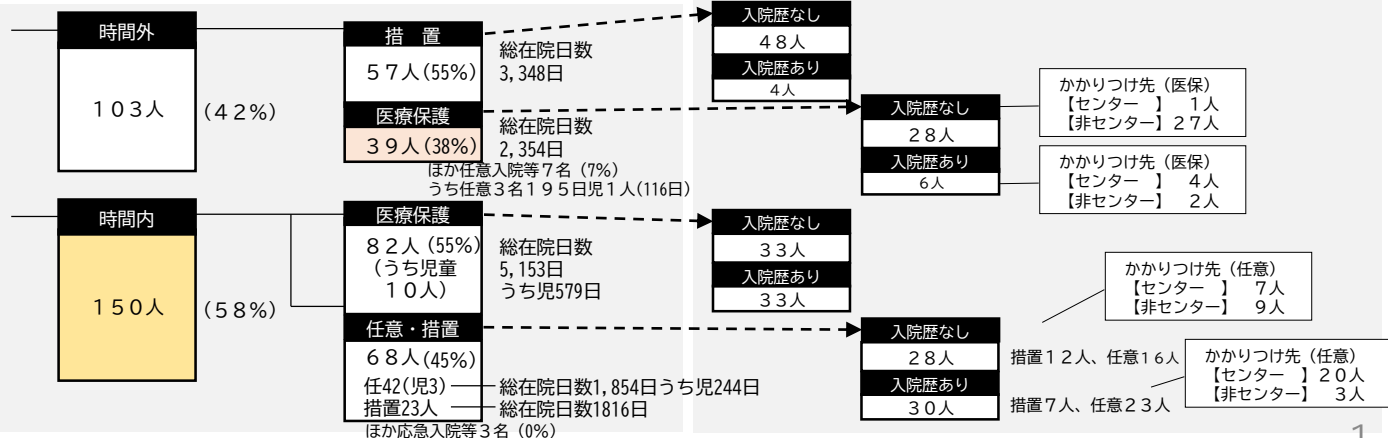 時間外
103人
(42%)
措 置
57人(55%)
総在院日数
3,348日
医療保護
39人(38%)
総在院日数
2,354日
ほか任意入院等7名 (7%)
うち任意3名195日児1人(116日)
入院歴なし
48人
入院歴あり
4人
入院歴なし
28人
入院歴あり
6人
かかりつけ先(医保)
【センター 】 1人
【非センター】27人
かかりつけ先(医保)
【センター 】 4人
【非センター】 2人
時間内
150人
(58%)
医療保護
82人(55%)
(うち児童
10人)
総在院日数
5,153日
うち児579日
任意・措置
68人(45%)
任42(児3)
総在院日数1,854日うち児244日
措置23人
総在院日数1816日
ほか応急入院等3名 (0%)
入院歴なし
33人
入院歴あり
33人
入院歴なし
28人
措置12人、任意16人
入院歴あり
30人
措置7人、任意23人
かかりつけ先(任意)
【センター 】 7人
【非センター】 9人
かかりつけ先(任意)
【センター 】20人
【非センター】 3人
1